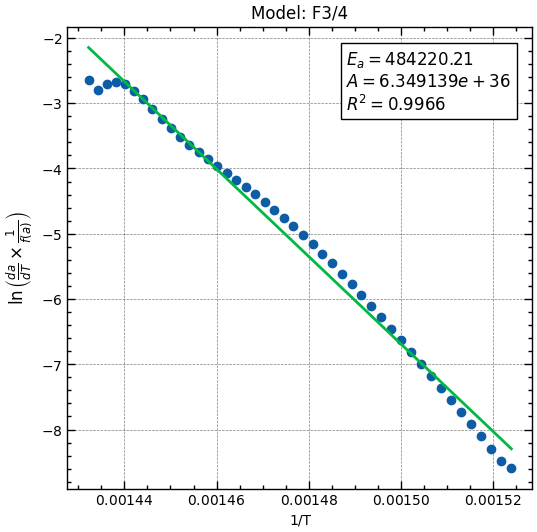 Model: F3/4
E_a = 484220.21
A = 6.349139e + 36
R^2 = 0.9966
ln(da/dT × 1/f(a))
−2
−3
−4
−5
−6
−7
−8
0.00144 0.00146 0.00148 0.00150 0.00152
1/T